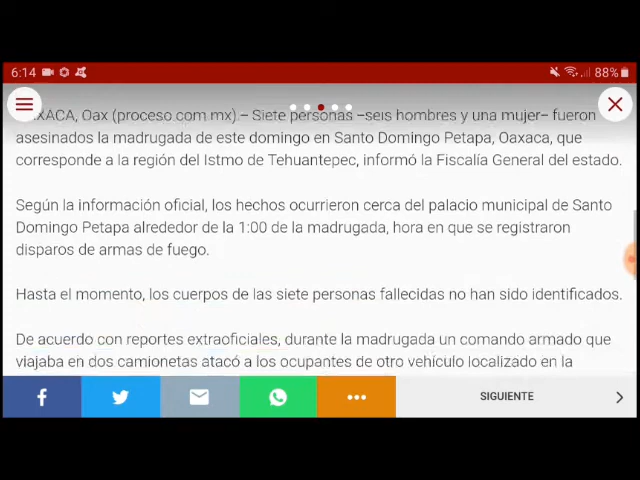 6:14
88%
OAXACA, Oax (proceso.com.mx).– Siete personas –seis hombres y una mujer– fueron
asesinados la madrugada de este domingo en Santo Domingo Petapa, Oaxaca, que
corresponde a la región del Istmo de Tehuantepec, informó la Fiscalía General del estado.
Según la información oficial, los hechos ocurrieron cerca del palacio municipal de Santo
Domingo Petapa alrededor de la 1:00 de la madrugada, hora en que se registraron
disparos de armas de fuego.
Hasta el momento, los cuerpos de las siete personas fallecidas no han sido identificados.
De acuerdo con reportes extraoficiales, durante la madrugada un comando armado que
viajaba en dos camionetas atacó a los ocupantes de otro vehículo localizado en la
SIGUIENTE